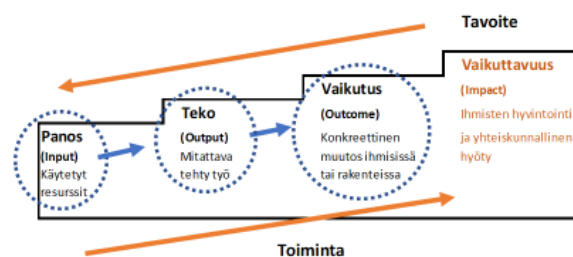 Tavoite
Panos
(Input)
Käytetyt
resurssit
Teko
(Output)
Mitattava
tehty työ
Vaikutus
(Outcome)
Konkreettinen
muutos ihmisissä
tai rakenteissa
Vaikuttavuus
(Impact)
Ihmisten hyvintointi
ja yhteiskunnallinen
hyöty
Toiminta